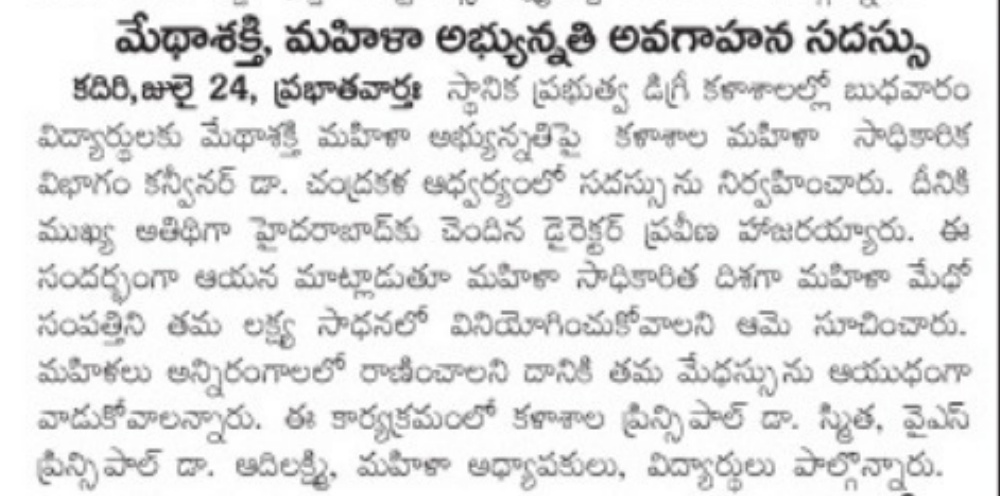 మేథాశక్తి, మహిళా అభ్యున్నతి అవగాహన సదస్సు
కదిరి,జులై 24, ప్రభాతవార్తః స్థానిక ప్రభుత్వ డిగ్రీ కళాశాలల్లో బుధవారం
విద్యార్థులకు మేథాశక్తి మహిళా అభ్యున్నతిపై కళాశాల మహిళా సాధికారిక
విభాగం కన్వీనర్ డా. చంద్రకళ ఆధ్వర్యంలో సదస్సును నిర్వహించారు. దీనికి
ముఖ్య అతిథిగా హైదరాబాద్‌కు చెందిన డైరెక్టర్ ప్రవీణ హాజరయ్యారు. ఈ
సందర్భంగా ఆయన మాట్లాడుతూ మహిళా సాధికారిత దిశగా మహిళా మేధో
సంపత్తిని తమ లక్ష్య సాధనలో వినియోగించుకోవాలని ఆమె సూచించారు.
మహిళలు అన్నిరంగాలలో రాణించాలని దానికి తమ మేధస్సును ఆయుధంగా
వాడుకోవాలన్నారు. ఈ కార్యక్రమంలో కళాశాల ప్రిన్సిపాల్ డా. స్మిత, వైఎస్
ప్రిన్సిపాల్ డా. ఆదిలక్ష్మి, మహిళా అధ్యాపకులు, విద్యార్థులు పాల్గొన్నారు.